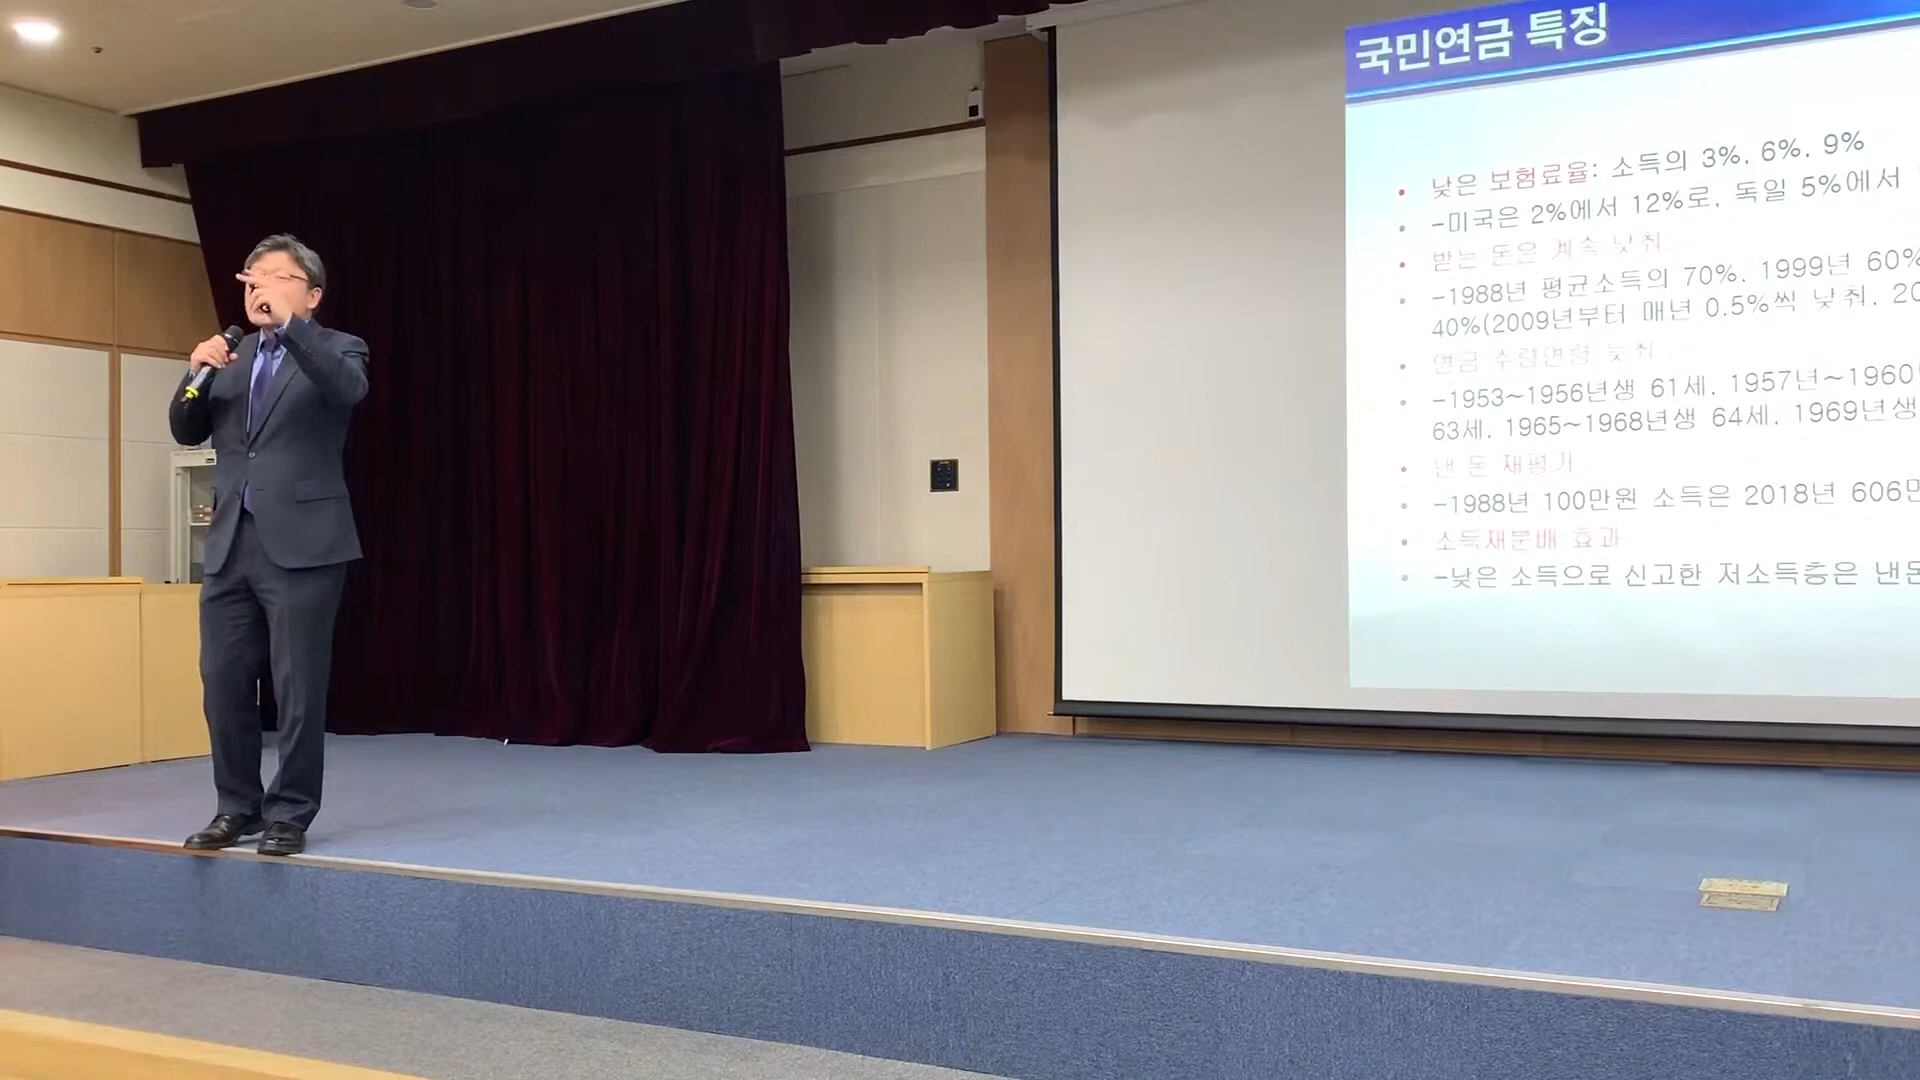 국민연금 특징
낮은 보험료율: 소득의 3%, 6%, 9%
-미국은 2%에서 12%로, 독일 5%에서
받는 돈은 계속 낮춰
-1988년 평균소득의 70%, 1999년 60%
40%(2009년부터 매년 0.5%씩 낮춰, 20
연금 수령연령 늦춰
-1953~1956년생 61세, 1957년~1960
63세, 1965~1968년생 64세, 1969년생
낸 돈 재평가
-1988년 100만원 소득은 2018년 606만
소득재분배 효과
-낮은 소득으로 신고한 저소득층은 낸돈